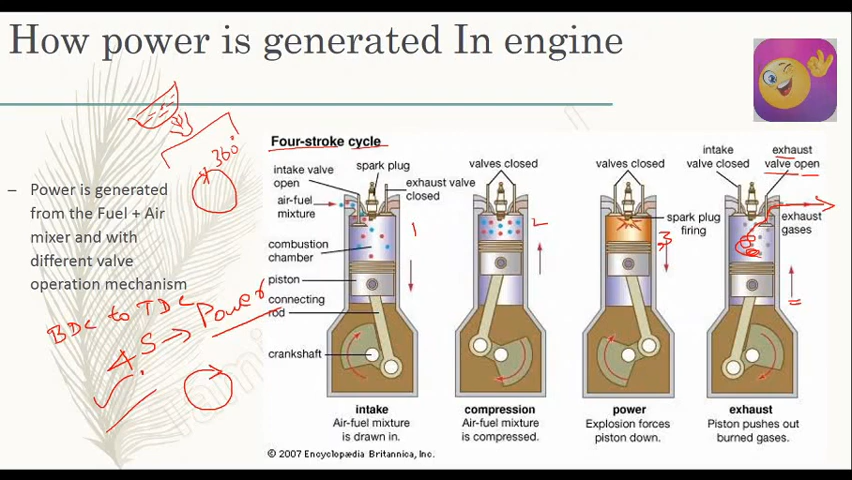 How power is generated In engine
Four-stroke cycle
360°
– Power is generated
from the Fuel + Air
mixer and with
different valve
operation mechanism
BDC to TDC
4 S → Power
intake valve
open
spark plug
exhaust valve
closed
air-fuel
mixture
combustion
chamber
piston
connecting
rod
crankshaft
1
valves closed
2
valves closed
spark plug
firing
3
intake
valve closed
exhaust
valve open
exhaust
gases
intake
Air-fuel mixture
is drawn in.
compression
Air-fuel mixture
is compressed.
power
Explosion forces
piston down.
exhaust
Piston pushes out
burned gases.
© 2007 Encyclopædia Britannica, Inc.